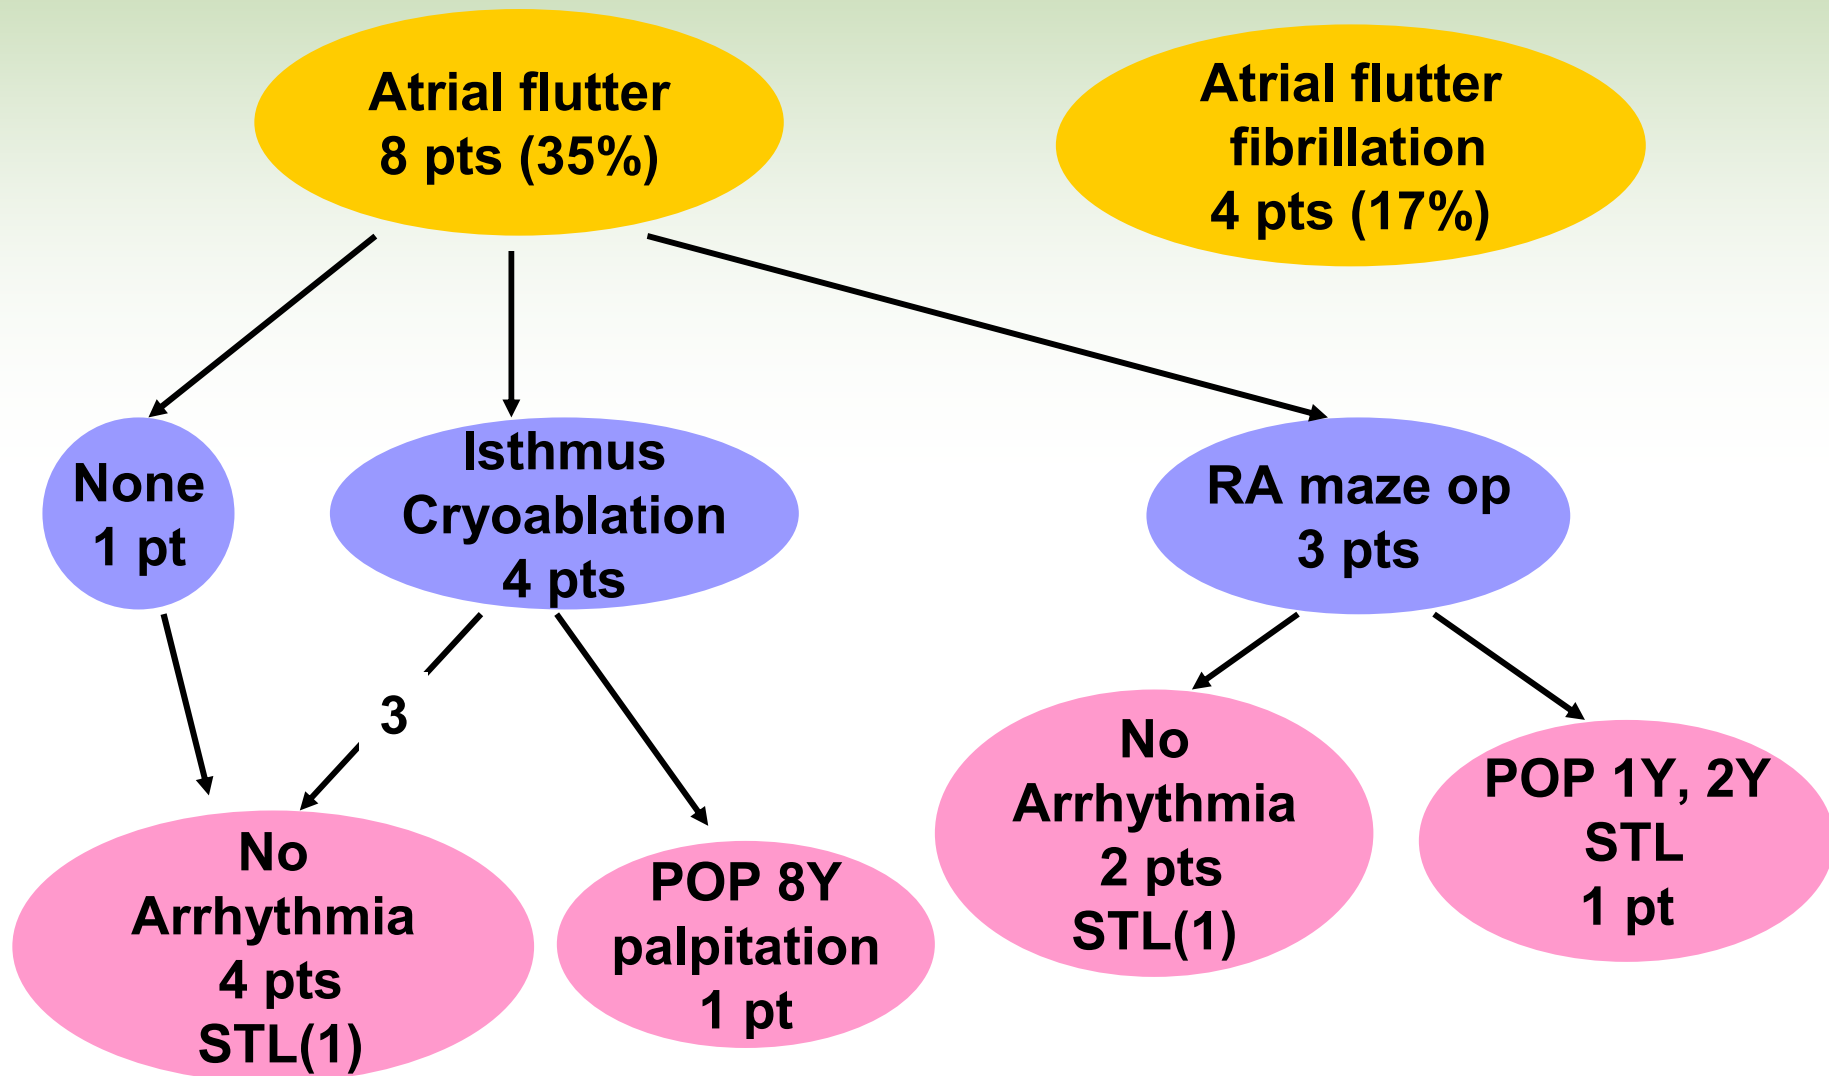 Atrial flutter
8 pts (35%)
Atrial flutter
fibrillation
4 pts (17%)
None
1 pt
Isthmus
Cryoablation
4 pts
RA maze op
3 pts
3
No
Arrhythmia
4 pts
STL(1)
POP 8Y
palpitation
1 pt
No
Arrhythmia
2 pts
STL(1)
POP 1Y, 2Y
STL
1 pt